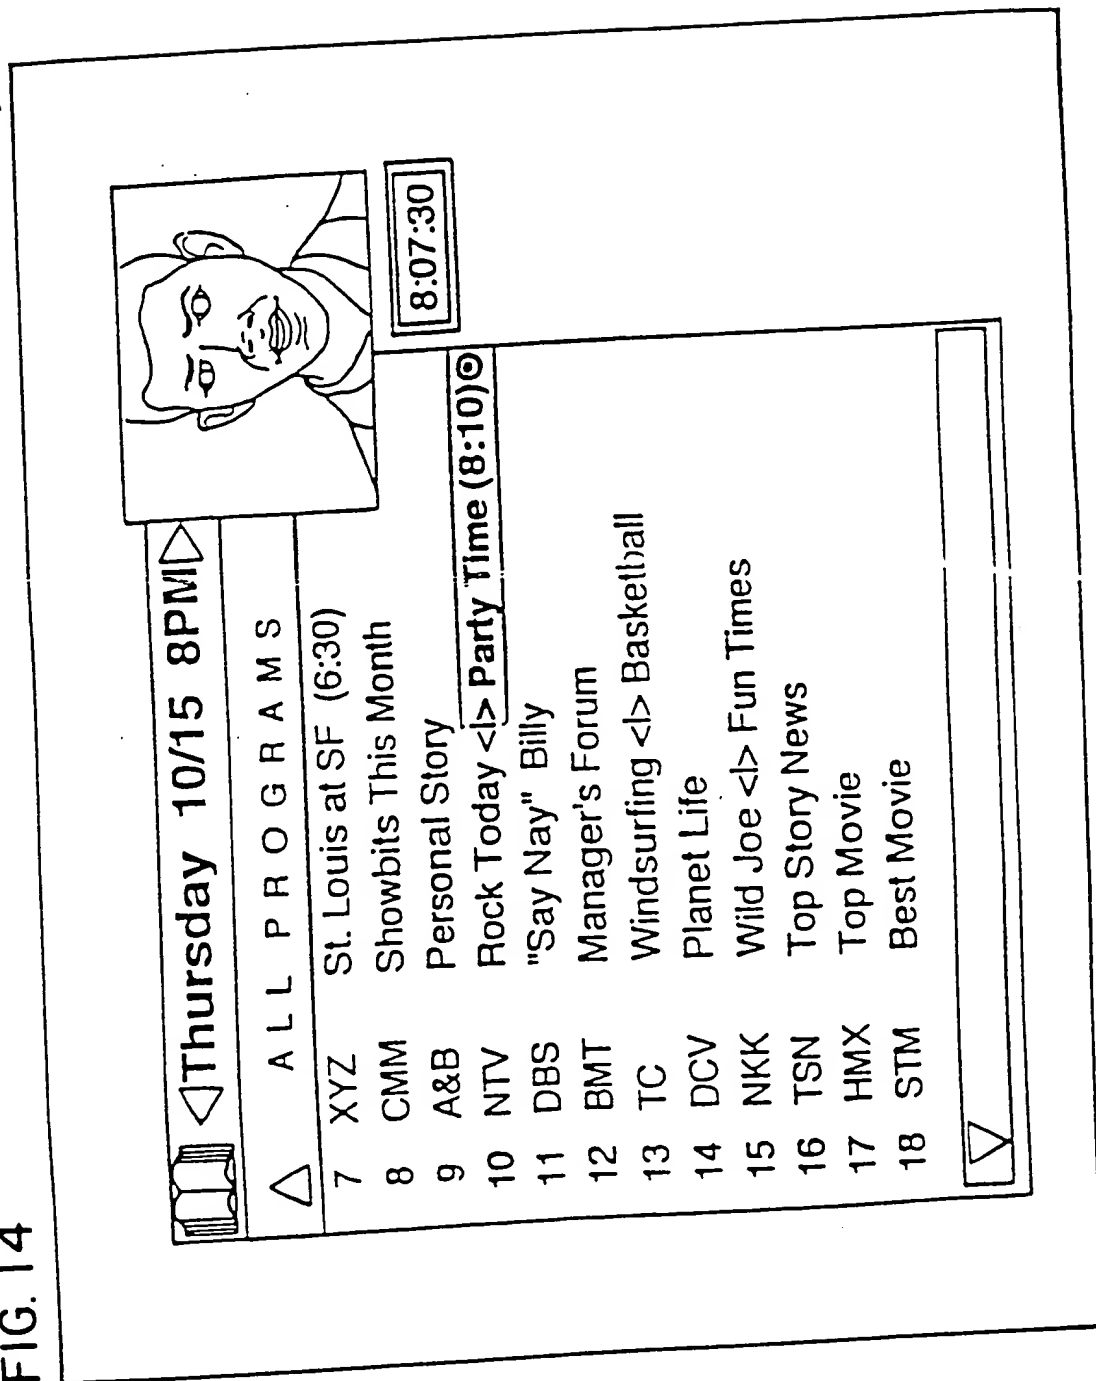 FIG. 14
Thursday 10/15 8PM
8:07:30
ALL PROGRAMS
7 XYZ St. Louis at SF (6:30)
8 CMM Showbits This Month
9 A&B Personal Story
10 NTV Rock Today <|> Party Time (8:10)
11 DBS "Say Nay" Billy
12 BMT Manager's Forum
13 TC Windsurfing <|> Basketball
14 DCV Planet Life
15 NKK Wild Joe <|> Fun Times
16 TSN Top Story News
17 HMX Top Movie
18 STM Best Movie